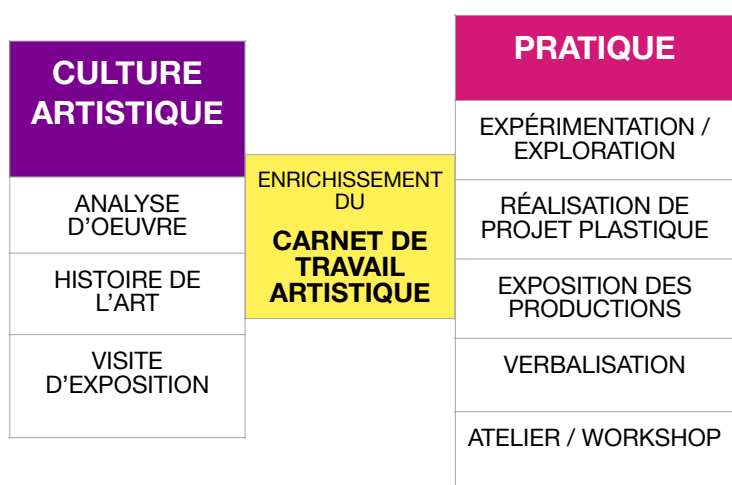 CULTURE
ARTISTIQUE
ANALYSE
D'OEUVRE
HISTOIRE DE
L'ART
VISITE
D'EXPOSITION
ENRICHISSEMENT
DU
CARNET DE
TRAVAIL
ARTISTIQUE
PRATIQUE
EXPÉRIMENTATION /
EXPLORATION
RÉALISATION DE
PROJET PLASTIQUE
EXPOSITION DES
PRODUCTIONS
VERBALISATION
ATELIER / WORKSHOP